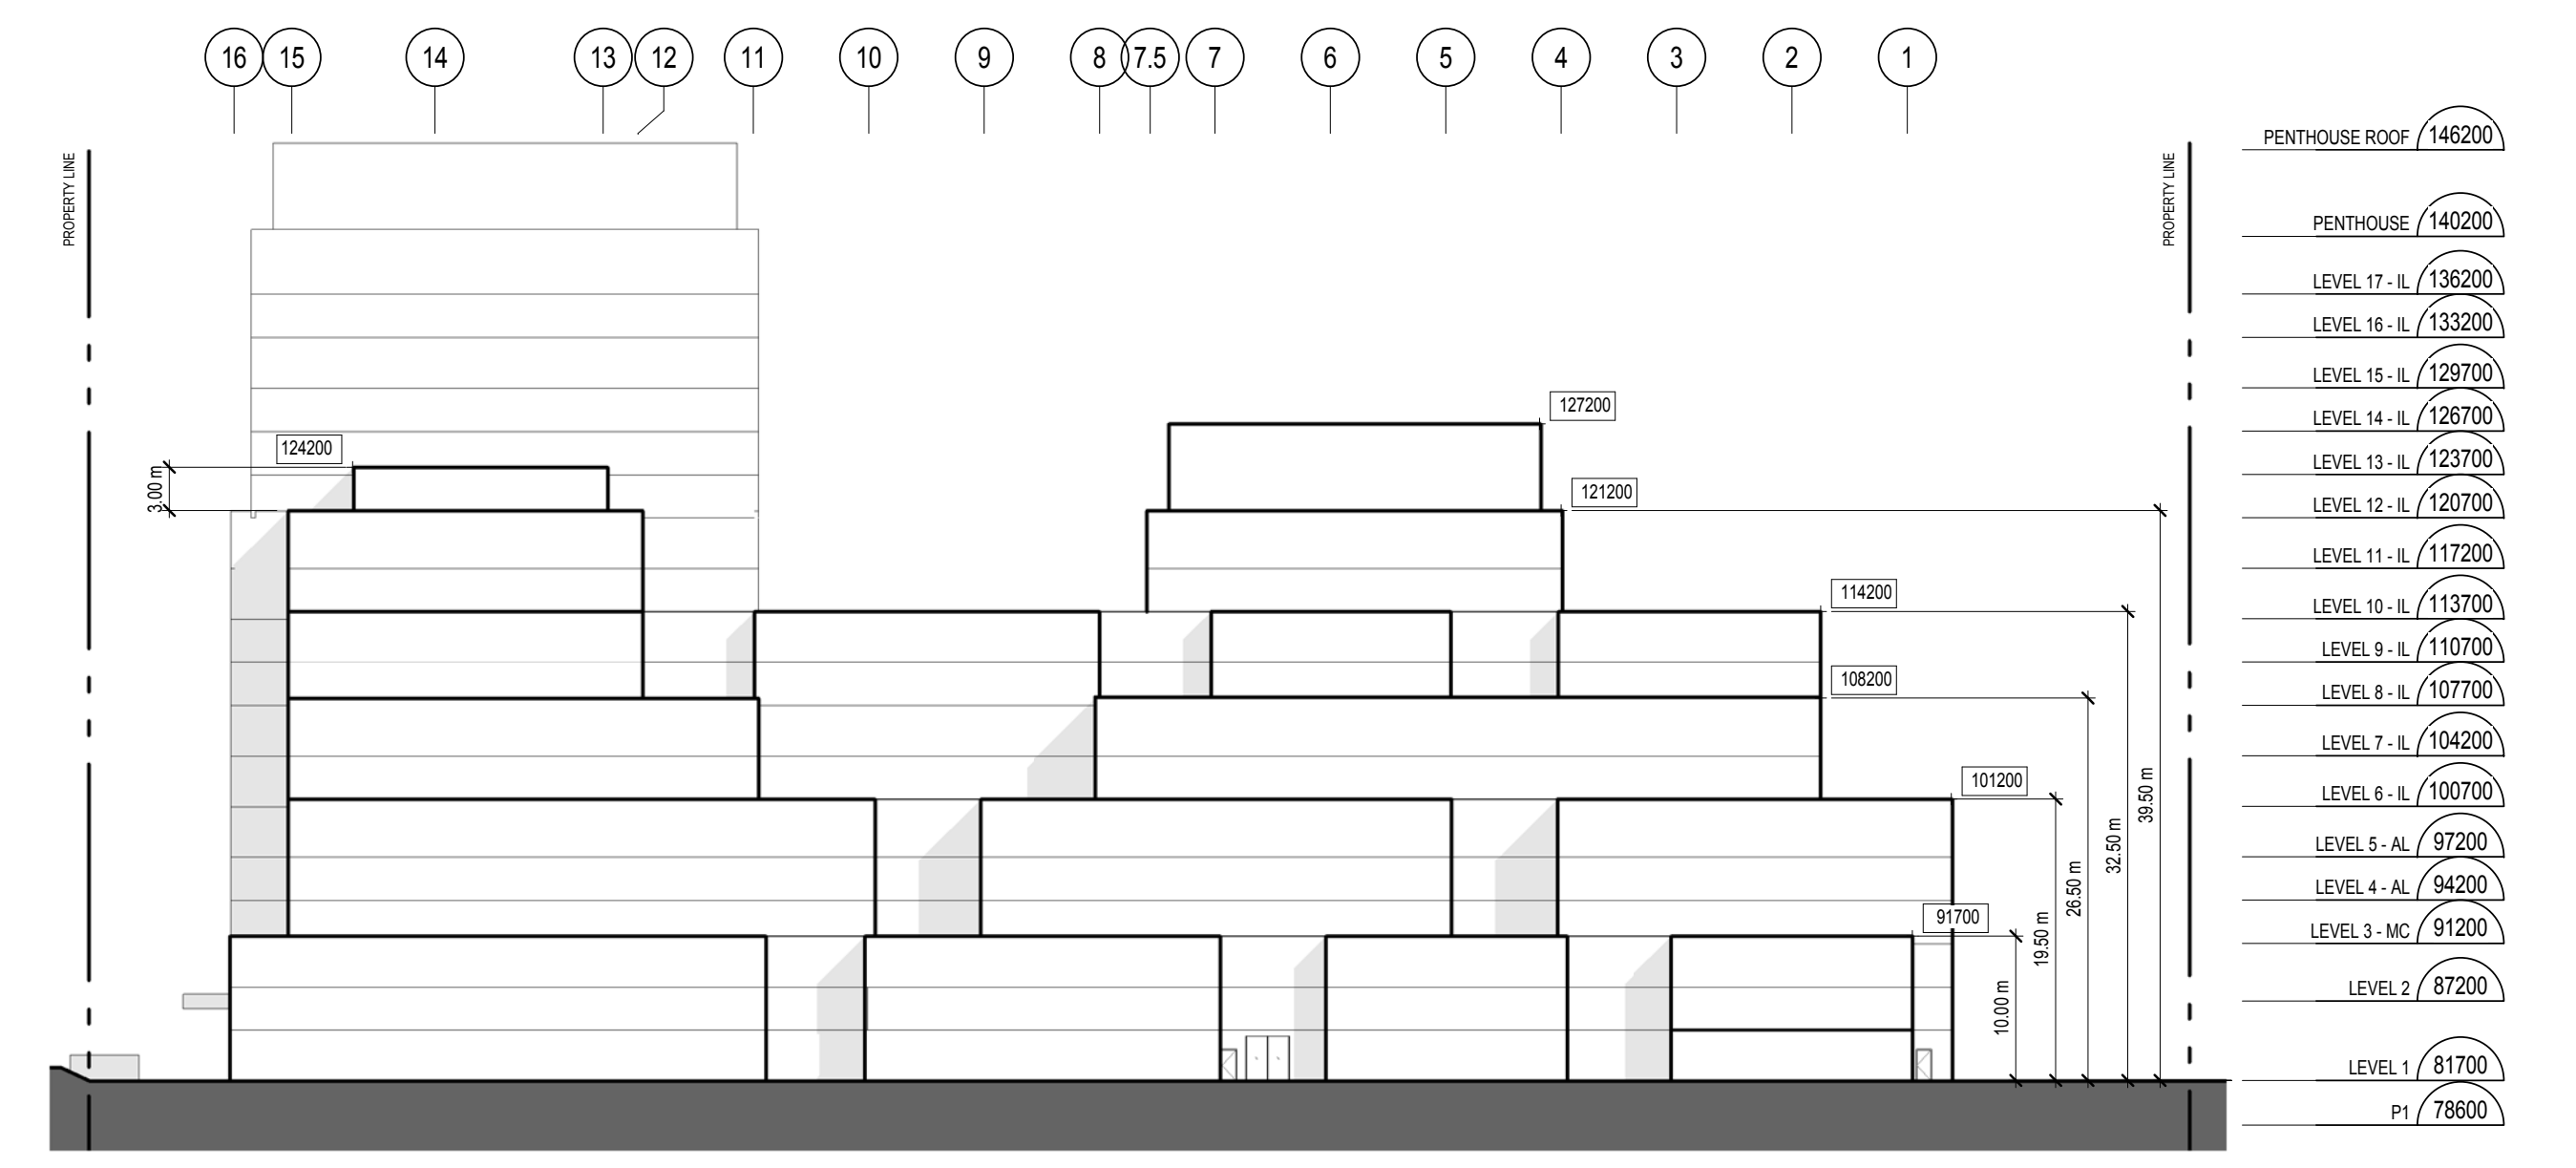 16 15 14 13 12 11 10 9 8 7.5 7 6 5 4 3 2 1
PROPERTY LINE
PROPERTY LINE
PENTHOUSE ROOF 146200
PENTHOUSE 140200
LEVEL 17 - IL 136200
LEVEL 16 - IL 133200
LEVEL 15 - IL 129700
LEVEL 14 - IL 126700
LEVEL 13 - IL 123700
LEVEL 12 - IL 120700
LEVEL 11 - IL 117200
LEVEL 10 - IL 113700
LEVEL 9 - IL 110700
LEVEL 8 - IL 107700
LEVEL 7 - IL 104200
LEVEL 6 - IL 100700
LEVEL 5 - AL 97200
LEVEL 4 - AL 94200
LEVEL 3 - MC 91200
LEVEL 2 87200
LEVEL 1 81700
P1 78600
127200
124200
3.00 m
121200
114200
108200
101200
91700
10.00 m
19.50 m
26.50 m
32.50 m
39.50 m